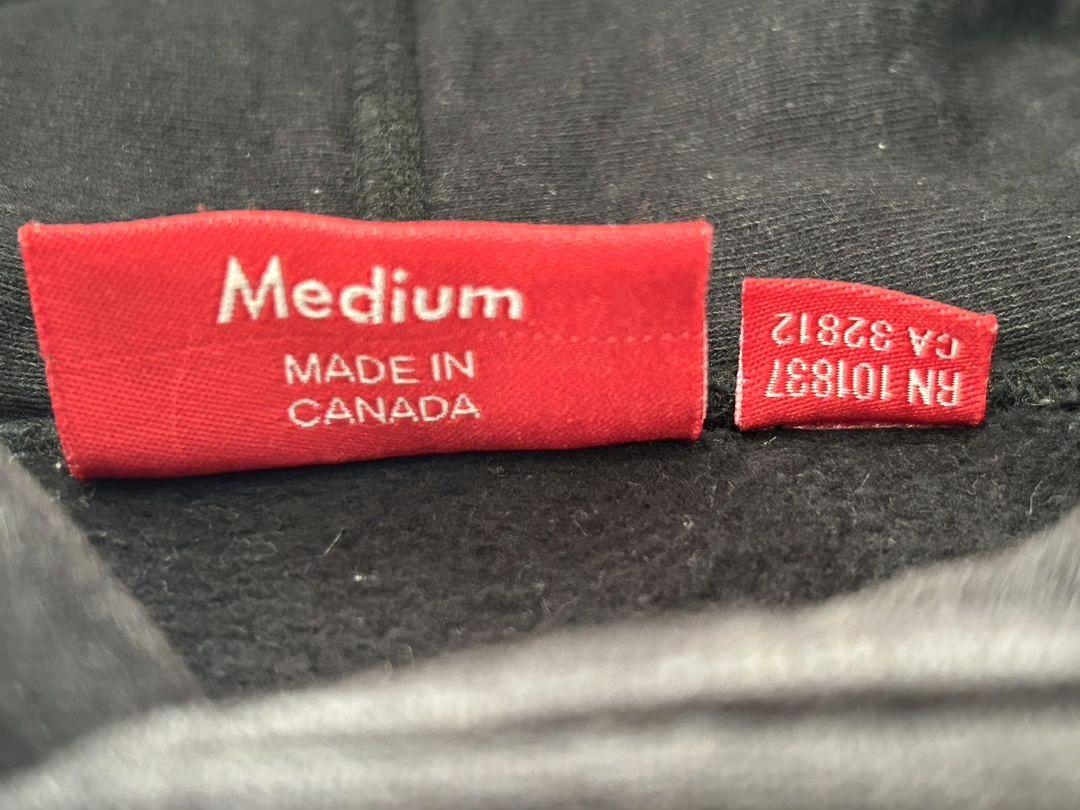 Medium
MADE IN
CANADA
RN 101837
CA 32812